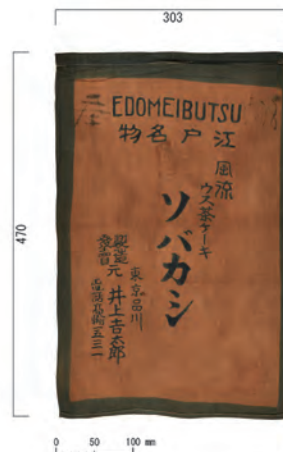 303
470
EDOMEIBUTSU
江戸名物
風流
ウス茶ケーキ
ソバカシ
東京品川
井上吉太郎
0 50 100 mm